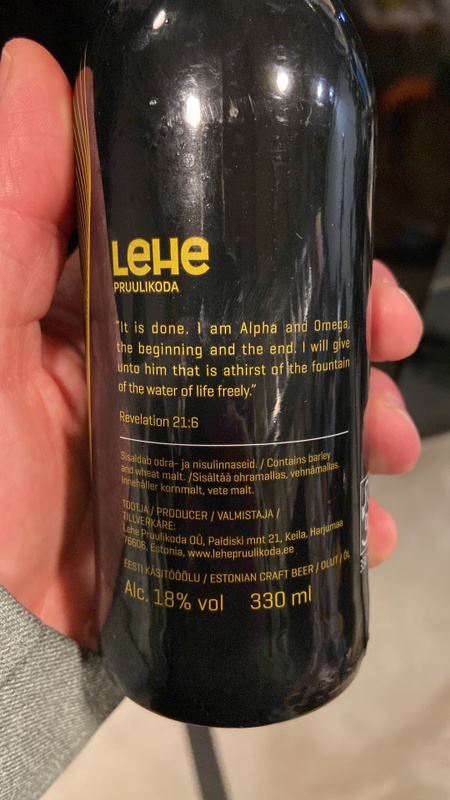 LeHe
PRUULIKODA
"It is done. I am Alpha and Omega,
the beginning and the end. I will give
unto him that is athirst of the fountain
of the water of life freely."
Revelation 21:6
Sisaldab odra- ja nisulinnaseid. / Contains barley
and wheat malt. /Sisältää ohramallas, vehnämallas.
Innehåller kornmalt, vete malt.
TOOTJA / PRODUCER / VALMISTAJA /
TILLVERKARE:
Lehe Pruulikoda OÜ, Paldiski mnt 21, Keila, Harjumaa
76606, Estonia, www.lehepruulikoda.ee
EESTI KÄSITÖÖÕLU / ESTONIAN CRAFT BEER / OLUT / ÖL
Alc. 18% vol 330 ml